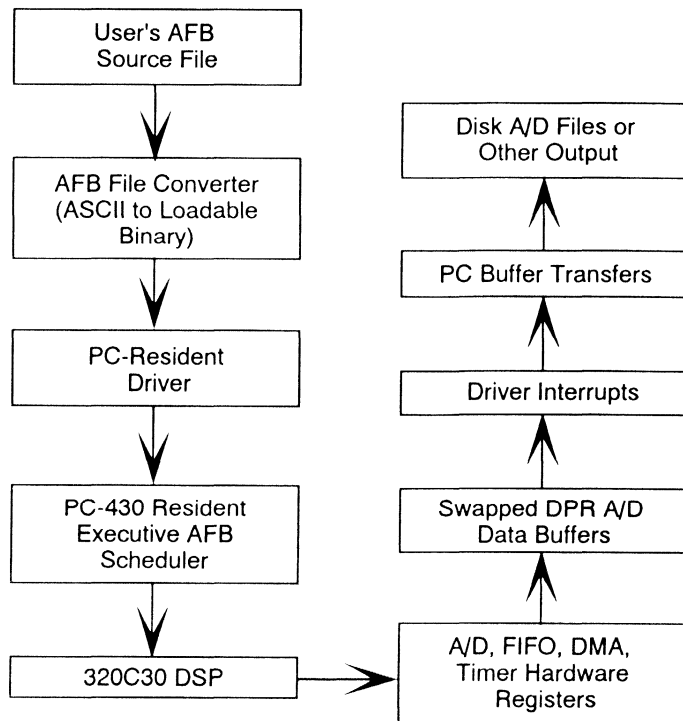 User's AFB
Source File
AFB File Converter
(ASCII to Loadable
Binary)
PC-Resident
Driver
PC-430 Resident
Executive AFB
Scheduler
320C30 DSP
Disk A/D Files or
Other Output
PC Buffer Transfers
Driver Interrupts
Swapped DPR A/D
Data Buffers
A/D, FIFO, DMA,
Timer Hardware
Registers